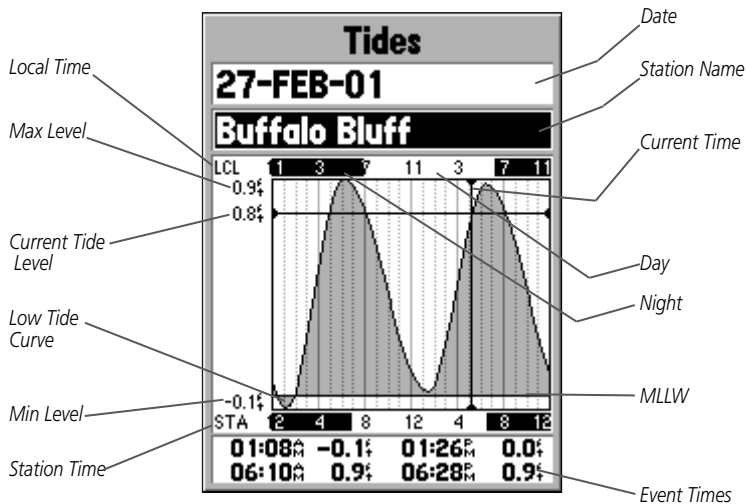 Tides
27-FEB-01
Buffalo Bluff
LCL 11 3 7 11 3 7 11
0.9ft
0.8ft
-0.1ft
STA 12 4 8 12 4 8 12
01:08AM -0.1ft 01:26PM 0.0ft
06:10AM 0.9ft 06:28PM 0.9ft
Local Time
Max Level
Current Tide
Level
Low Tide
Curve
Min Level
Station Time
Date
Station Name
Current Time
Day
Night
MLLW
Event Times